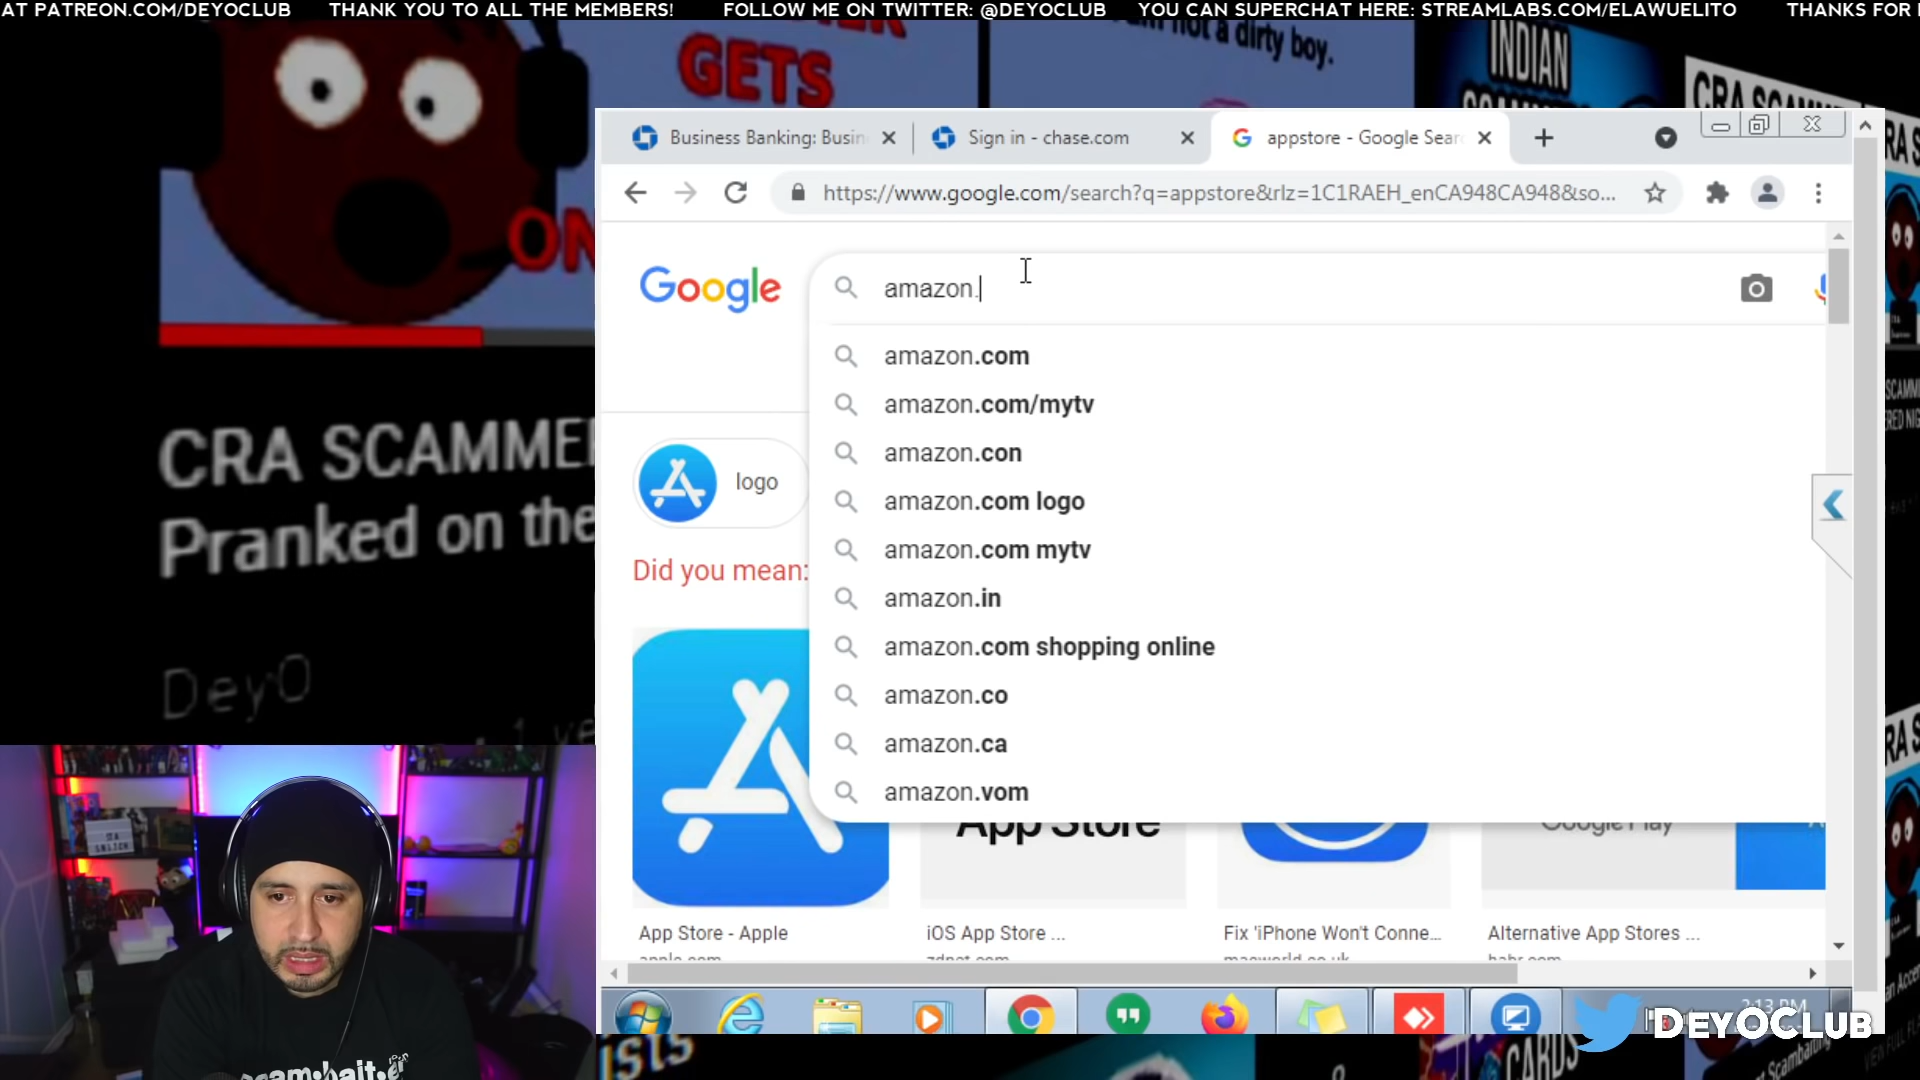 AT PATREON.COM/DEYOCLUB THANK YOU TO ALL THE MEMBERS! FOLLOW ME ON TWITTER: @DEYOCLUB YOU CAN SUPERCHAT HERE: STREAMLABS.COM/ELAWUELITO THANKS FOR
GETS
not a dirty boy.
INDIAN
CRA
ON
CRA SCAMME
Pranked on the
DeyO
Business Banking: Busin
Sign in - chase.com
appstore - Google Sear
https://www.google.com/search?q=appstore&rlz=1C1RAEH_enCA948CA948&so...
Google
amazon.
amazon.com
amazon.com/mytv
amazon.con
amazon.com logo
amazon.com mytv
amazon.in
amazon.com shopping online
amazon.co
amazon.ca
amazon.vom
logo
Did you mean:
App Store
Google Play
App Store - Apple
iOS App Store ...
Fix 'iPhone Won't Conne...
Alternative App Stores ...
apple.com
zdnet.com
macworld.co.uk
habr.com
2:13 PM
DEYOCLUB
CARDS